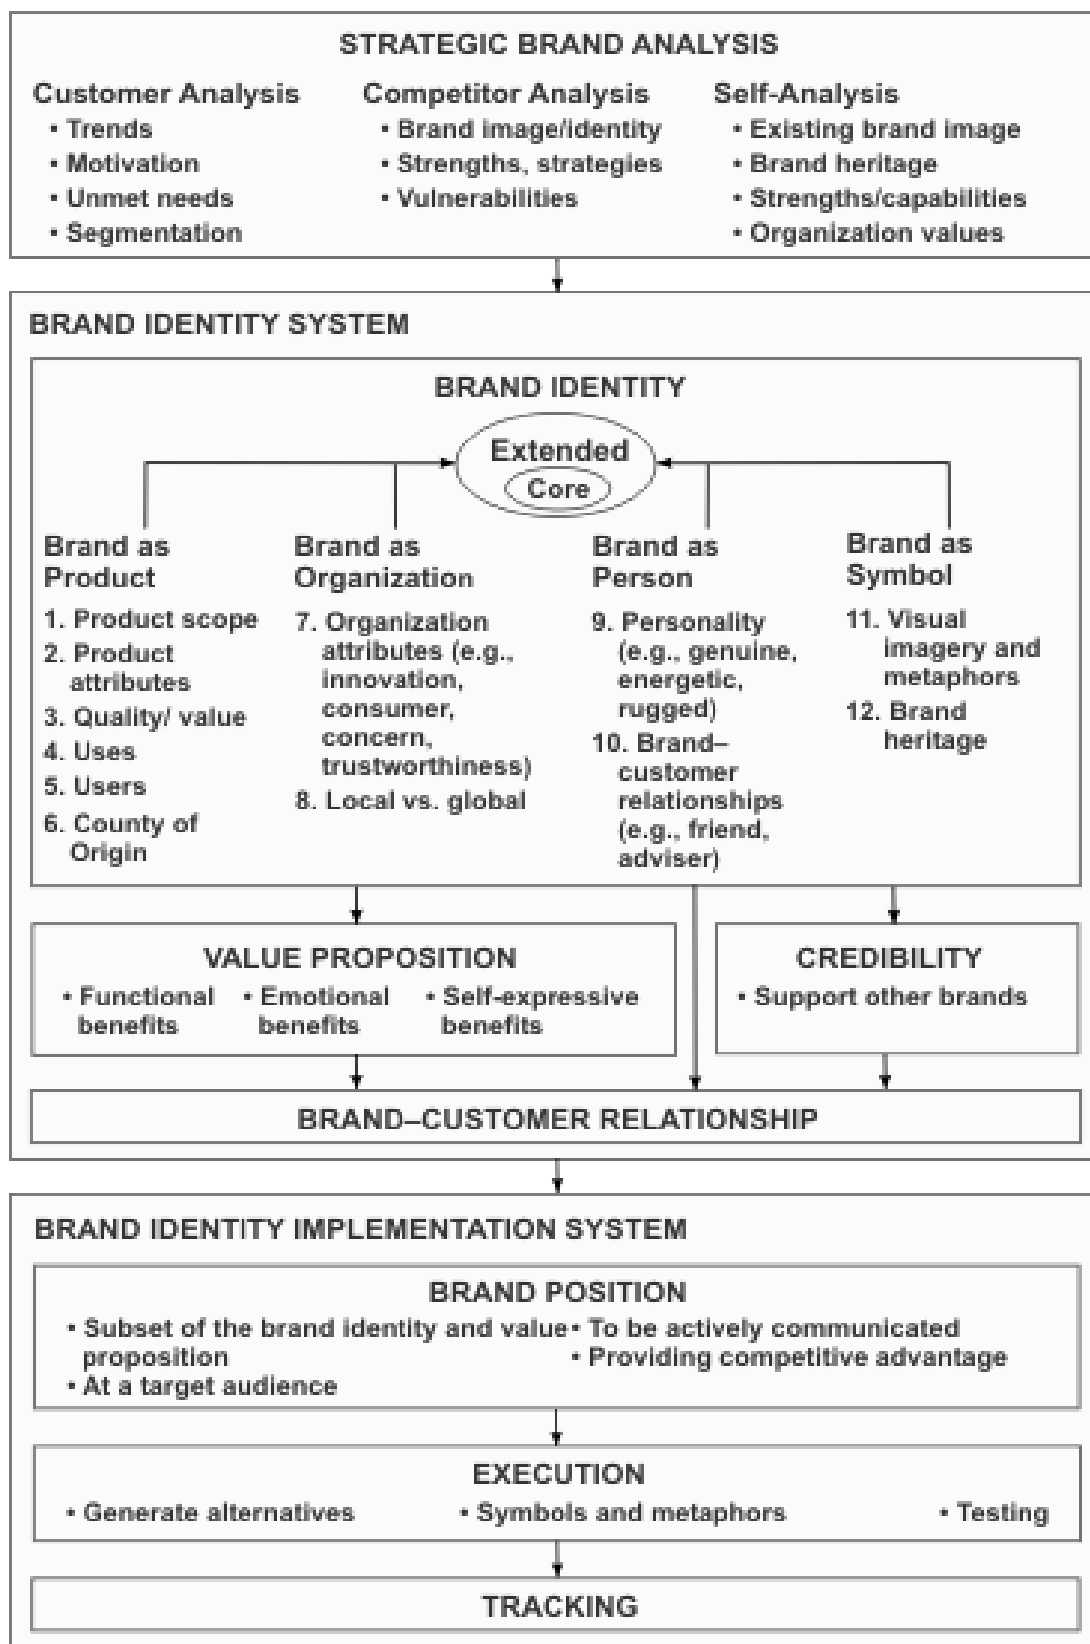 STRATEGIC BRAND ANALYSIS
Customer Analysis
• Trends
• Motivation
• Unmet needs
• Segmentation
Competitor Analysis
• Brand image/identity
• Strengths, strategies
• Vulnerabilities
Self-Analysis
• Existing brand image
• Brand heritage
• Strengths/capabilities
• Organization values
BRAND IDENTITY SYSTEM
BRAND IDENTITY
Extended
Core
Brand as
Product
1. Product scope
2. Product
attributes
3. Quality/ value
4. Uses
5. Users
6. County of
Origin
Brand as
Organization
7. Organization
attributes (e.g.,
innovation,
consumer,
concern,
trustworthiness)
8. Local vs. global
Brand as
Person
9. Personality
(e.g., genuine,
energetic,
rugged)
10. Brand–
customer
relationships
(e.g., friend,
adviser)
Brand as
Symbol
11. Visual
imagery and
metaphors
12. Brand
heritage
VALUE PROPOSITION
• Functional
benefits
• Emotional
benefits
• Self-expressive
benefits
CREDIBILITY
• Support other brands
BRAND–CUSTOMER RELATIONSHIP
BRAND IDENTITY IMPLEMENTATION SYSTEM
BRAND POSITION
• Subset of the brand identity and value
proposition
• At a target audience
• To be actively communicated
• Providing competitive advantage
EXECUTION
• Generate alternatives
• Symbols and metaphors
• Testing
TRACKING